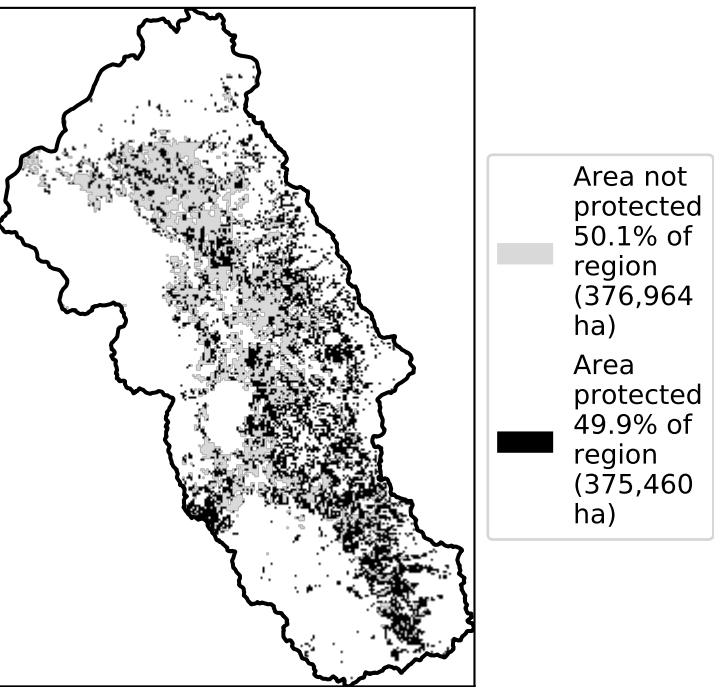 Area not
protected
50.1% of
region
(376,964
ha)
Area
protected
49.9% of
region
(375,460
ha)